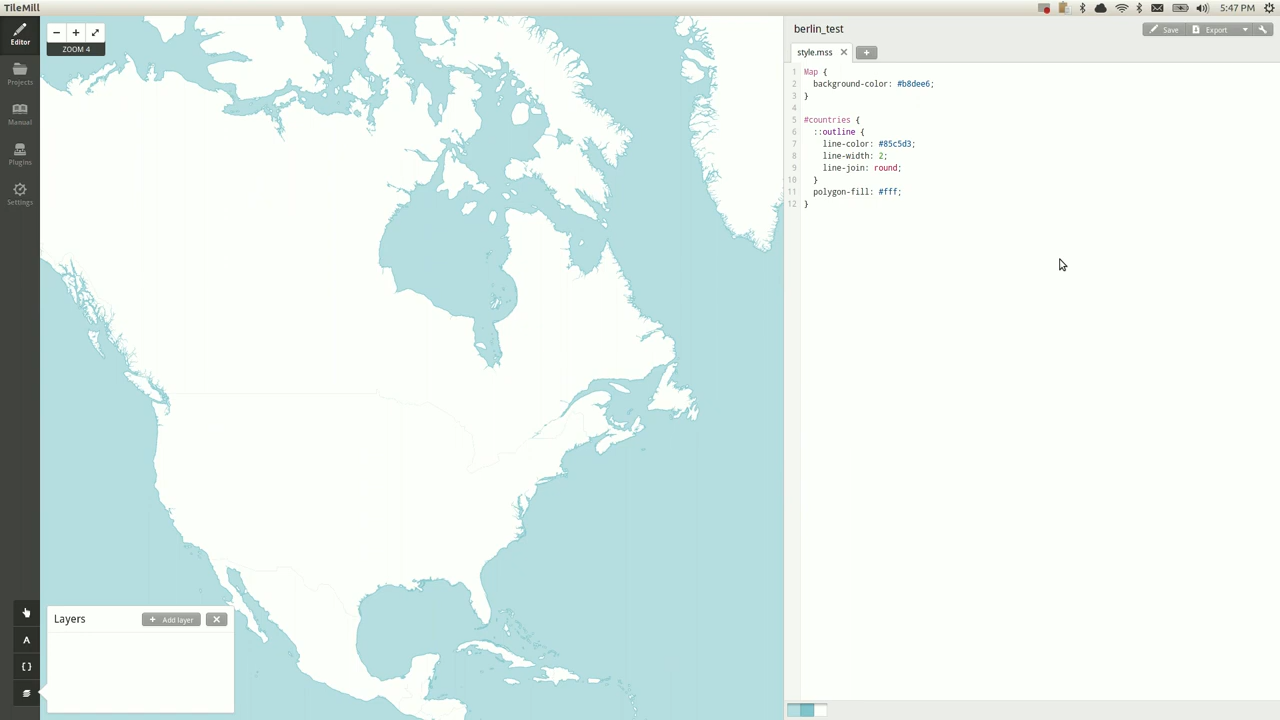 TileMill
5:47 PM
Editor
Projects
Manual
Plugins
Settings
ZOOM 4
berlin_test
Save
Export
style.mss
1 Map {
2 background-color: #b8dee6;
3 }
4
5 #countries {
6 ::outline {
7 line-color: #85c5d3;
8 line-width: 2;
9 line-join: round;
10 }
11 polygon-fill: #fff;
12 }
Layers
+ Add layer
A
{ }